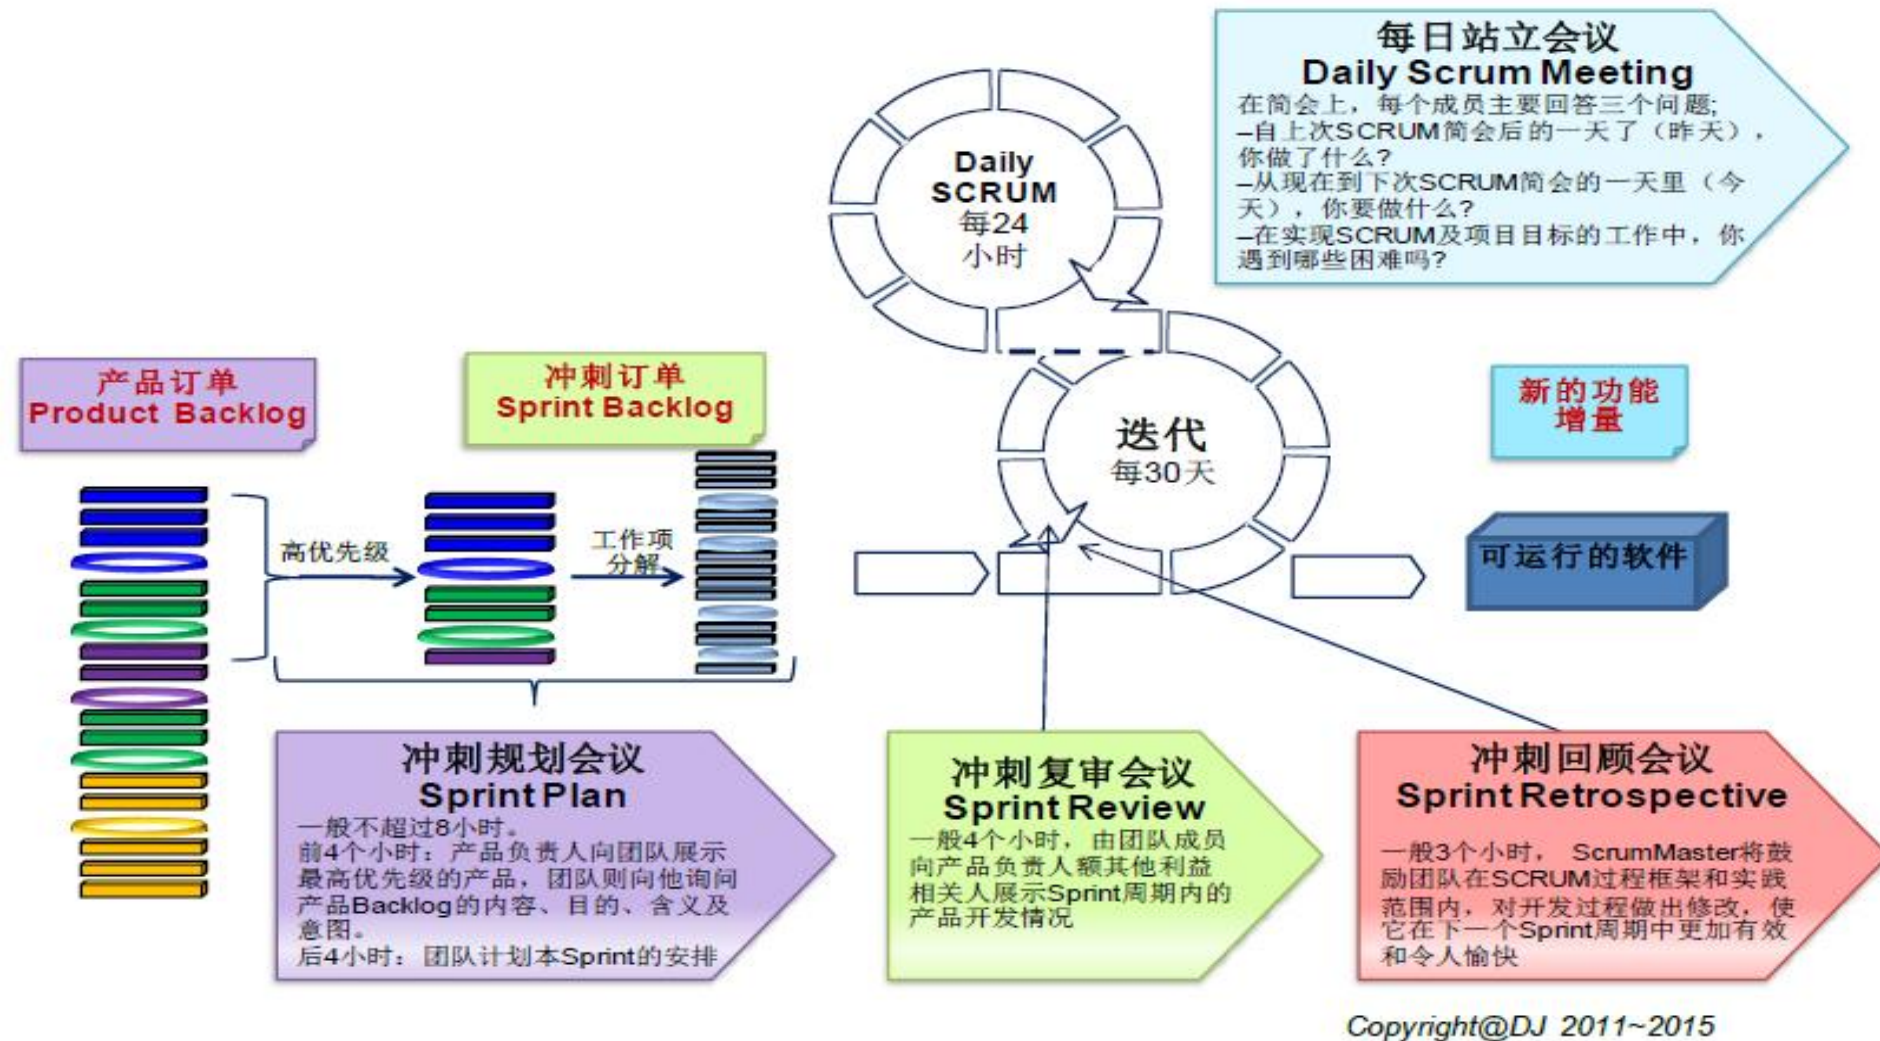 每日站立会议
Daily Scrum Meeting
在简会上，每个成员主要回答三个问题;
–自上次SCRUM简会后的一天了（昨天），
你做了什么?
–从现在到下次SCRUM简会的一天里（今
天），你要做什么?
–在实现SCRUM及项目目标的工作中，你
遇到哪些困难吗?
Daily
SCRUM
每24
小时
产品订单
Product Backlog
冲刺订单
Sprint Backlog
迭代
每30天
新的功能
增量
高优先级
工作项
分解
可运行的软件
冲刺规划会议
Sprint Plan
一般不超过8小时。
前4个小时：产品负责人向团队展示
最高优先级的产品，团队则向他询问
产品Backlog的内容、目的、含义及
意图。
后4小时：团队计划本Sprint的安排
冲刺复审会议
Sprint Review
一般4个小时，由团队成员
向产品负责人额其他利益
相关人展示Sprint周期内的
产品开发情况
冲刺回顾会议
Sprint Retrospective
一般3个小时， ScrumMaster将鼓
励团队在SCRUM过程框架和实践
范围内，对开发过程做出修改，使
它在下一个Sprint周期中更加有效
和令人愉快
Copyright@DJ 2011~2015